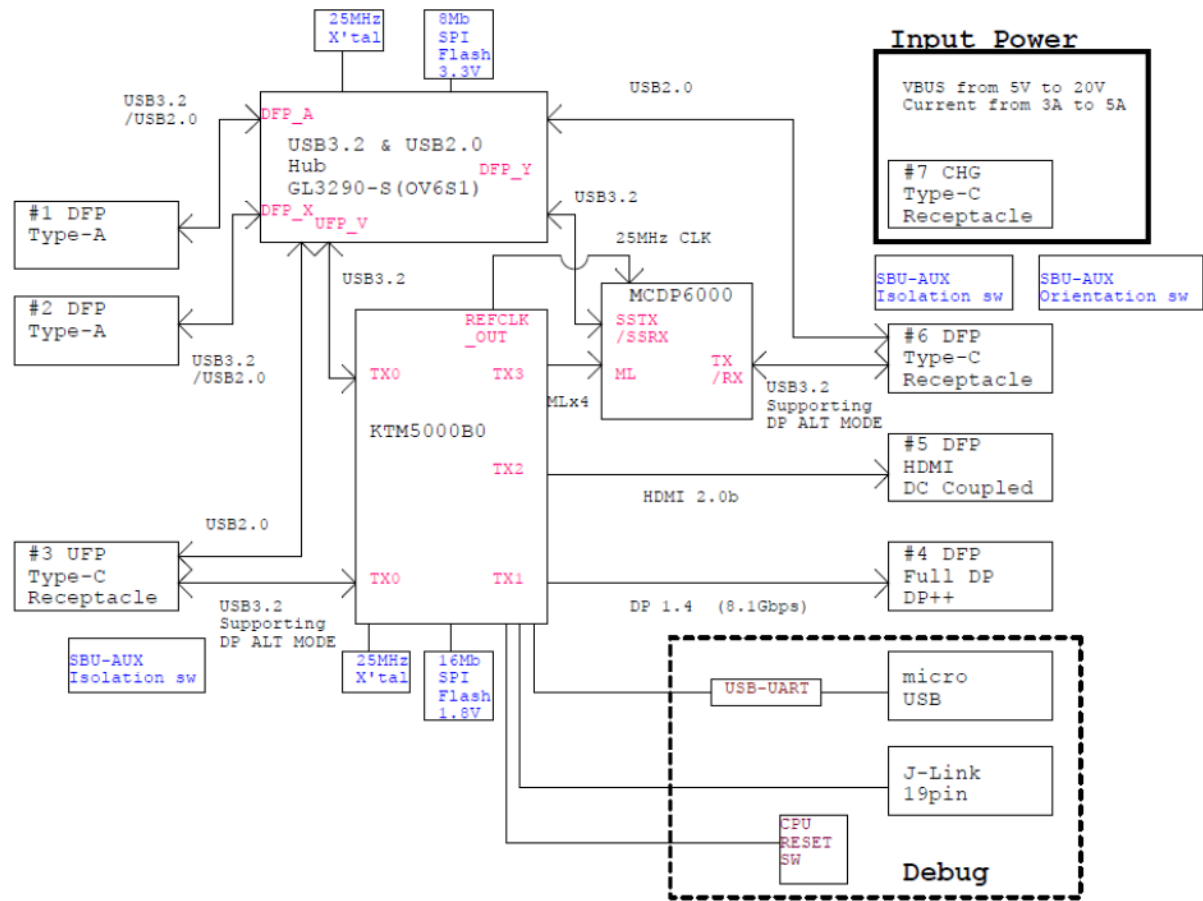 25MHz
X'tal
8Mb
SPI
Flash
3.3V
Input Power
VBUS from 5V to 20V
Current from 3A to 5A
#7 CHG
Type-C
Receptacle
USB3.2
/USB2.0
USB2.0
DFP_A
USB3.2 & USB2.0
Hub
GL3290-S(OV6S1)
DFP_Y
DFP_X
UFP_V
USB3.2
#1 DFP
Type-A
USB3.2
25MHz CLK
SBU-AUX
Isolation sw
SBU-AUX
Orientation sw
#2 DFP
Type-A
USB3.2
/USB2.0
REFCLK
_OUT
TX0
TX3
KTM5000B0
TX2
TX0
TX1
MLx4
MCDP6000
SSTX
/SSRX
ML
TX
/RX
USB3.2
Supporting
DP ALT MODE
#6 DFP
Type-C
Receptacle
HDMI 2.0b
#5 DFP
HDMI
DC Coupled
USB2.0
#3 UFP
Type-C
Receptacle
USB3.2
Supporting
DP ALT MODE
DP 1.4 (8.1Gbps)
#4 DFP
Full DP
DP++
SBU-AUX
Isolation sw
25MHz
X'tal
16Mb
SPI
Flash
1.8V
USB-UART
micro
USB
J-Link
19pin
CPU
RESET
SW
Debug